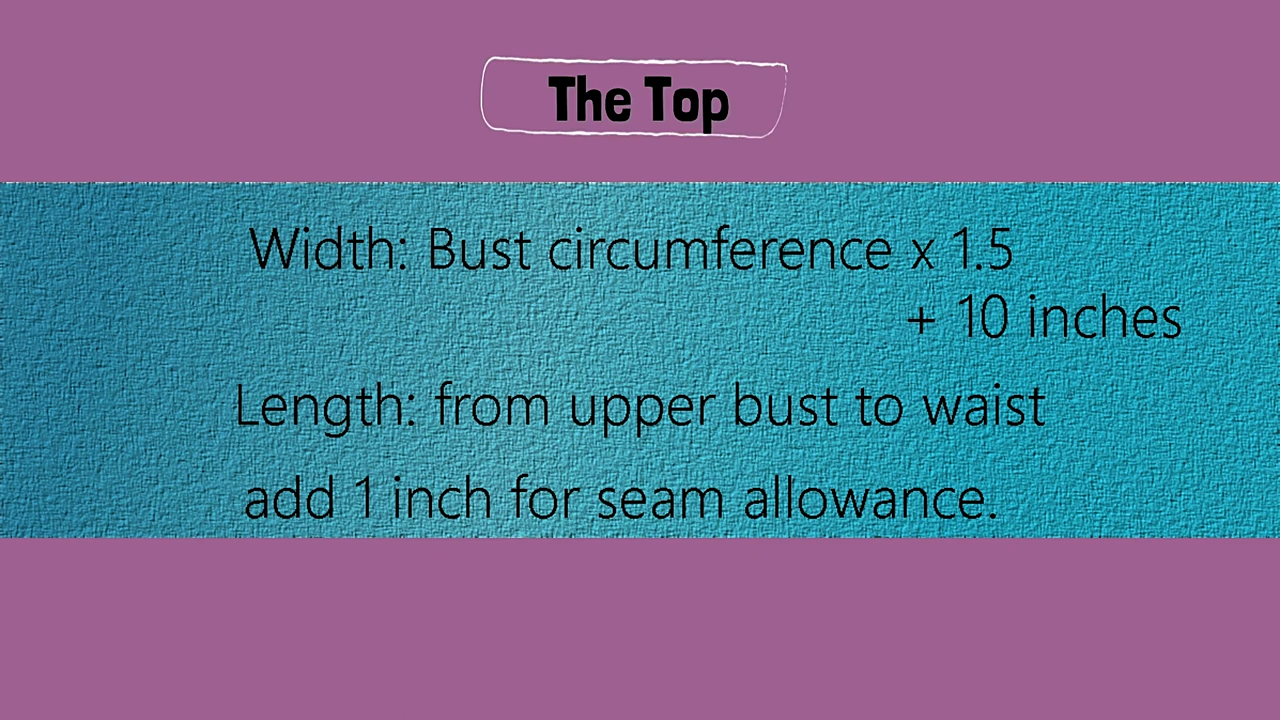 The Top
Width: Bust circumference x 1.5
+ 10 inches
Length: from upper bust to waist
add 1 inch for seam allowance.